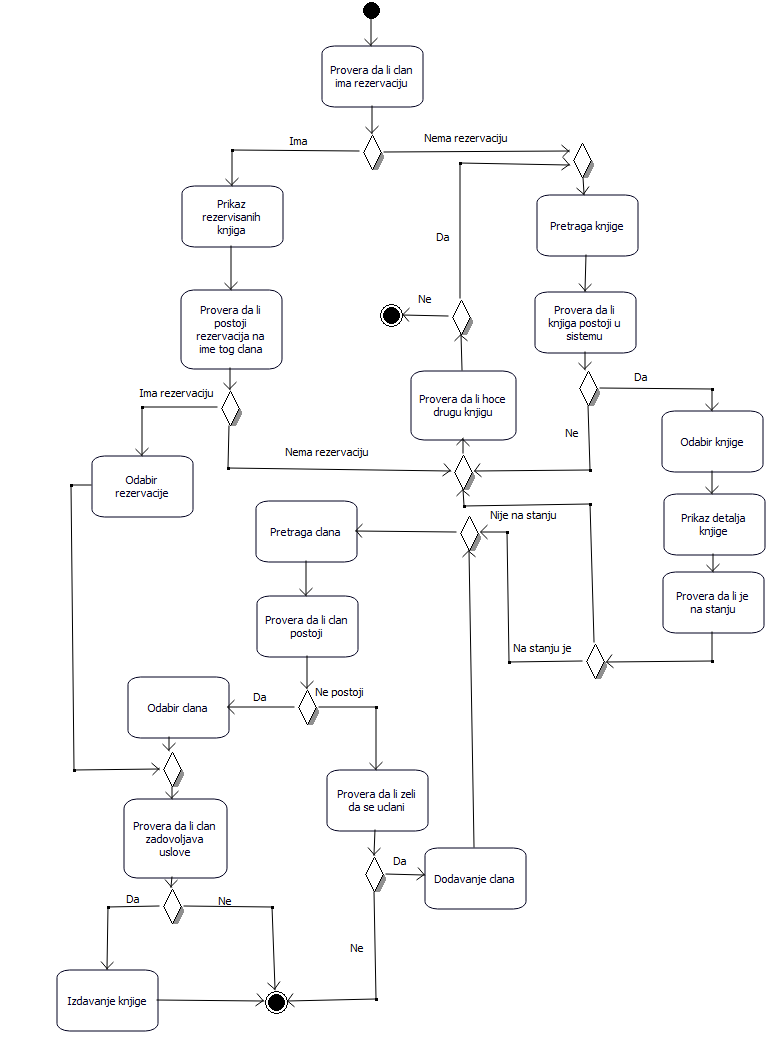 Provera da li clan
ima rezervaciju
Ima
Nema rezervaciju
Prikaz
rezervisanih
knjiga
Pretraga knjige
Da
Provera da li
postoji
rezervacija na
ime tog clana
Ne
Provera da li
knjiga postoji u
sistemu
Ima rezervaciju
Provera da li hoce
drugu knjigu
Da
Ne
Odabir knjige
Nema rezervaciju
Odabir
rezervacije
Nije na stanju
Prikaz detalja
knjige
Pretraga clana
Provera da li je
na stanju
Provera da li clan
postoji
Na stanju je
Da
Ne postoji
Odabir clana
Provera da li zeli
da se uclani
Provera da li clan
zadovoljava
uslove
Da
Dodavanje clana
Da
Ne
Ne
Izdavanje knjige